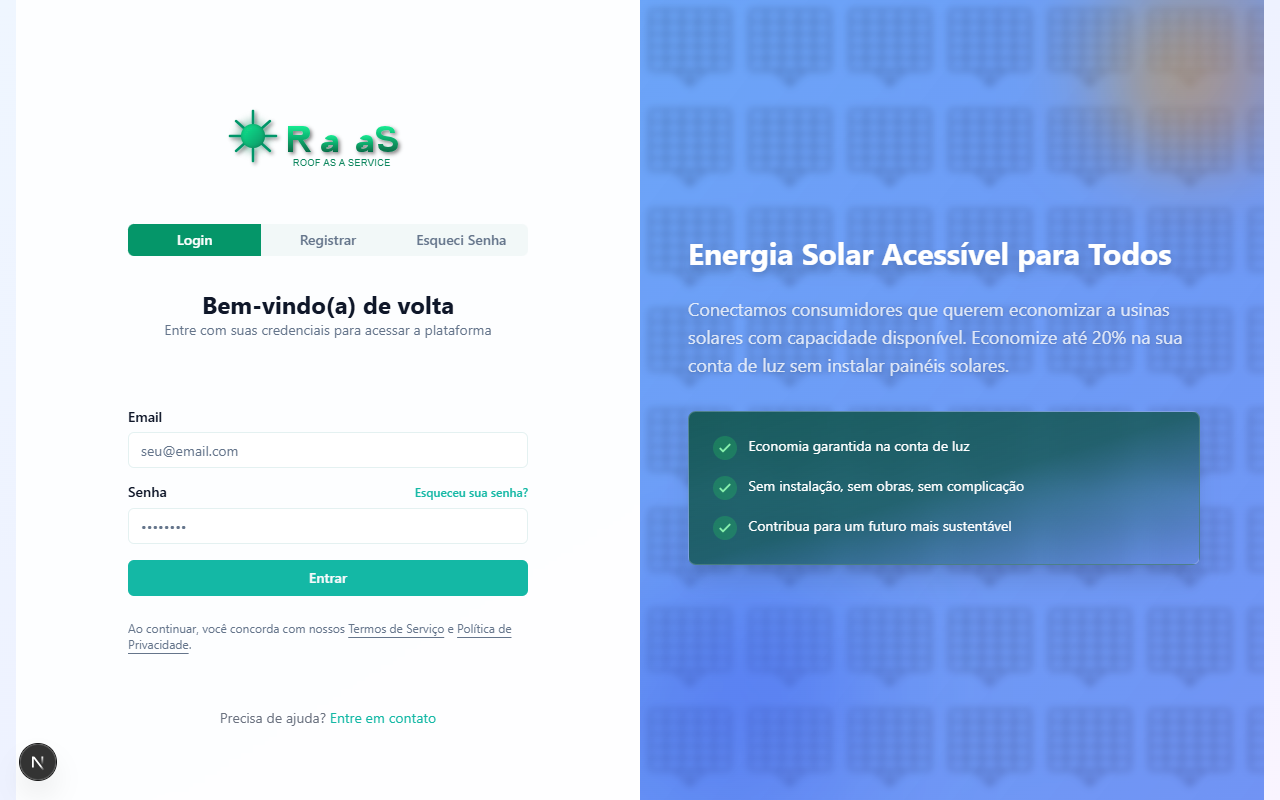 R a aS
ROOF AS A SERVICE
Login
Registrar
Esqueci Senha
Bem-vindo(a) de volta
Entre com suas credenciais para acessar a plataforma
Email
seu@email.com
Senha
Esqueceu sua senha?
••••••••
Entrar
Ao continuar, você concorda com nossos Termos de Serviço e Política de
Privacidade.
Precisa de ajuda? Entre em contato
N
Energia Solar Acessível para Todos
Conectamos consumidores que querem economizar a usinas
solares com capacidade disponível. Economize até 20% na sua
conta de luz sem instalar painéis solares.
Economia garantida na conta de luz
Sem instalação, sem obras, sem complicação
Contribua para um futuro mais sustentável